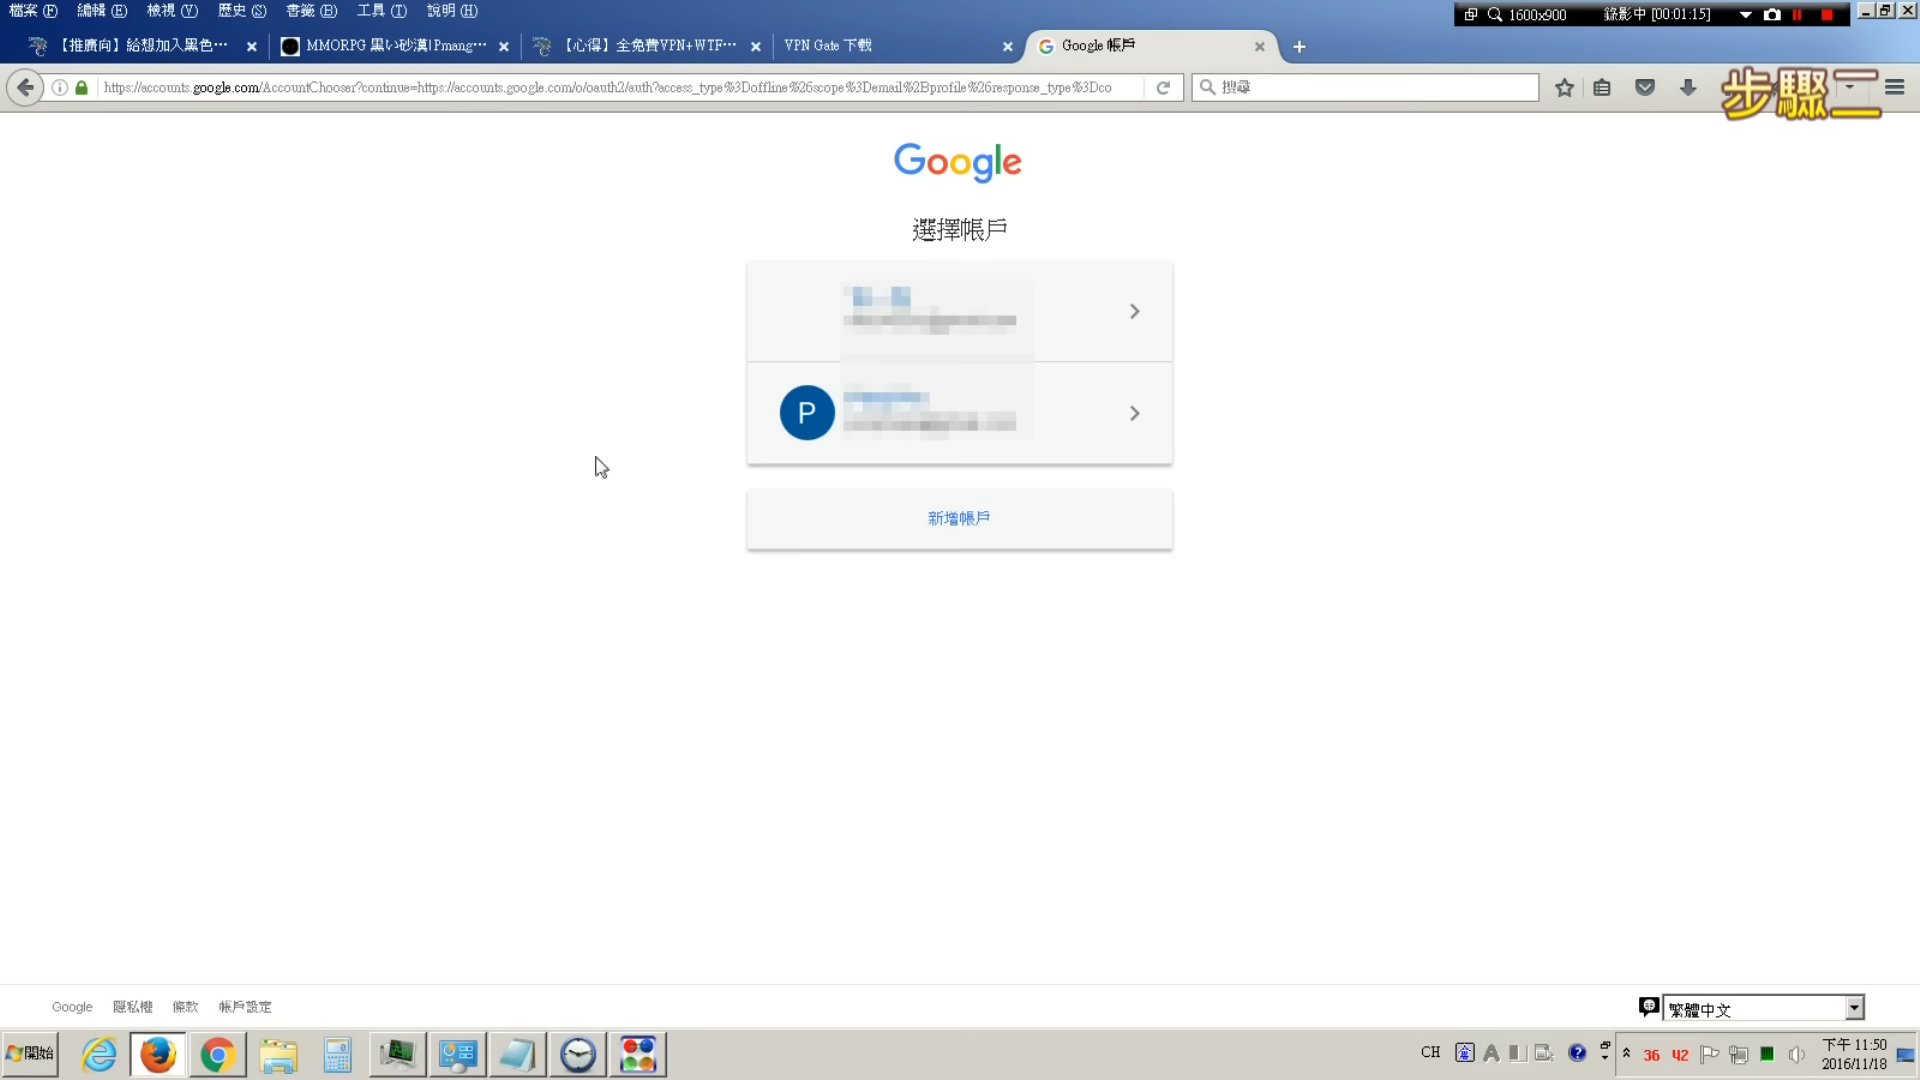 檔案 (F) 編輯 (E) 檢視 (V) 歷史 (S) 書籤 (B) 工具 (T) 說明 (H)
1600x900 錄影中 [00:01:15]
【推廣向】給想加入黑色… MMORPG 黒い砂漠| Pmang… 【心得】全免費VPN+WTF… VPN Gate 下載 Google 帳戶
https://accounts.google.com/AccountChooser?continue=https://accounts.google.com/o/oauth2/auth?access_type%3Doffline%26scope%3Demail%2Bprofile%26response_type%3Dco
搜尋
步驟二
Google
選擇帳戶
P
新增帳戶
Google 隱私權 條款 帳戶設定
繁體中文
開始
CH
36 42
下午 11:50
2016/11/18